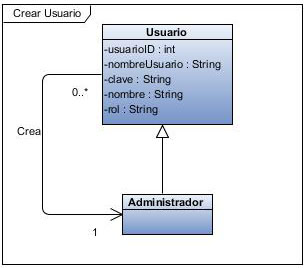 Crear Usuario
Usuario
-usuarioID : int
-nombreUsuario : String
-clave : String
-nombre : String
-rol : String
0..*
Crea
Administrador
1